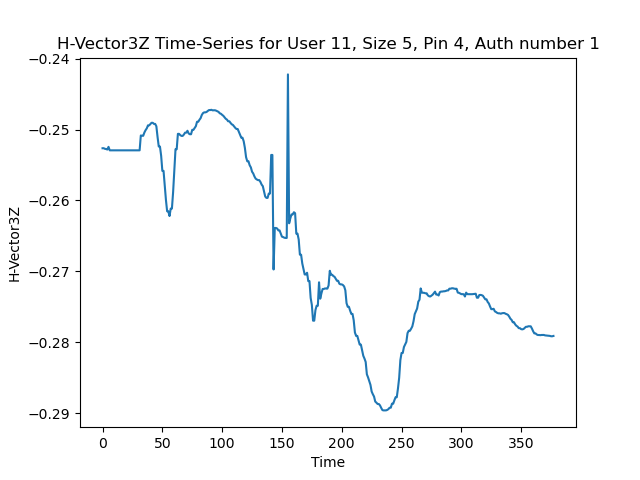 H-Vector3Z Time-Series for User 11, Size 5, Pin 4, Auth number 1
H-Vector3Z
−0.24
−0.25
−0.26
−0.27
−0.28
−0.29
0 50 100 150 200 250 300 350
Time